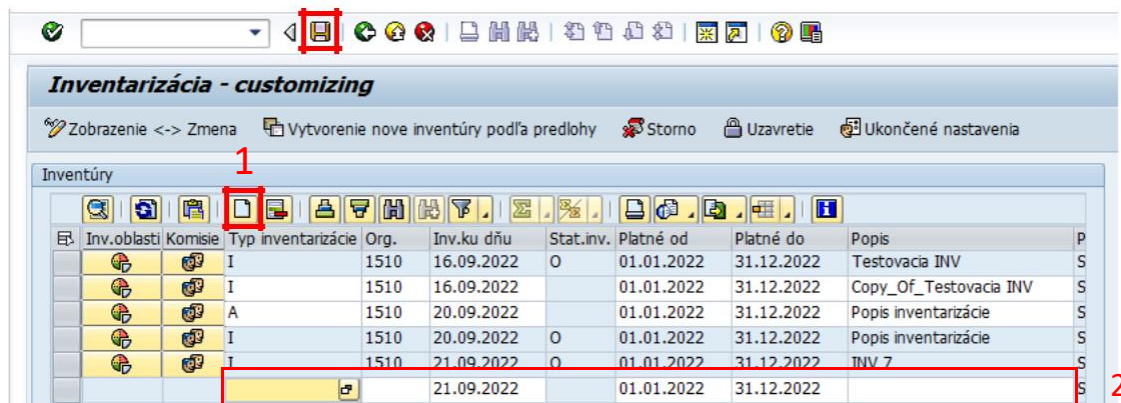 Inventarizácia - customizing
Zobrazenie <-> Zmena Vytvorenie nove inventúry podľa predlohy Storno Uzavretie Ukončené nastavenia
1
Inventúry
Inv.oblasti Komisie Typ inventarizácie Org. Inv.ku dňu Stat.inv. Platné od Platné do Popis P
I 1510 16.09.2022 O 01.01.2022 31.12.2022 Testovacia INV S
I 1510 16.09.2022 01.01.2022 31.12.2022 Copy_Of_Testovacia INV S
A 1510 20.09.2022 01.01.2022 31.12.2022 Popis inventarizácie S
I 1510 20.09.2022 O 01.01.2022 31.12.2022 Popis inventarizácie S
I 1510 21.09.2022 O 01.01.2022 31.12.2022 INV 7 S
21.09.2022 01.01.2022 31.12.2022 S
2